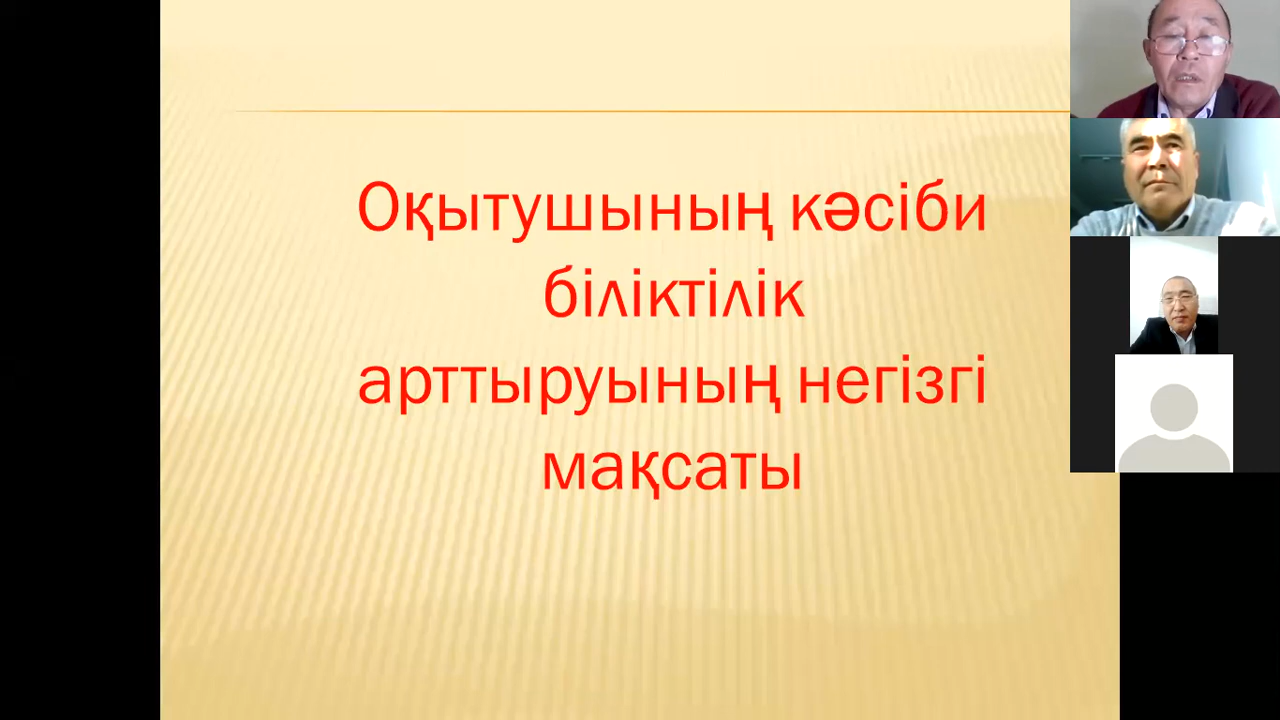 Оқытушының кәсіби
біліктілік
арттыруының негізгі
мақсаты